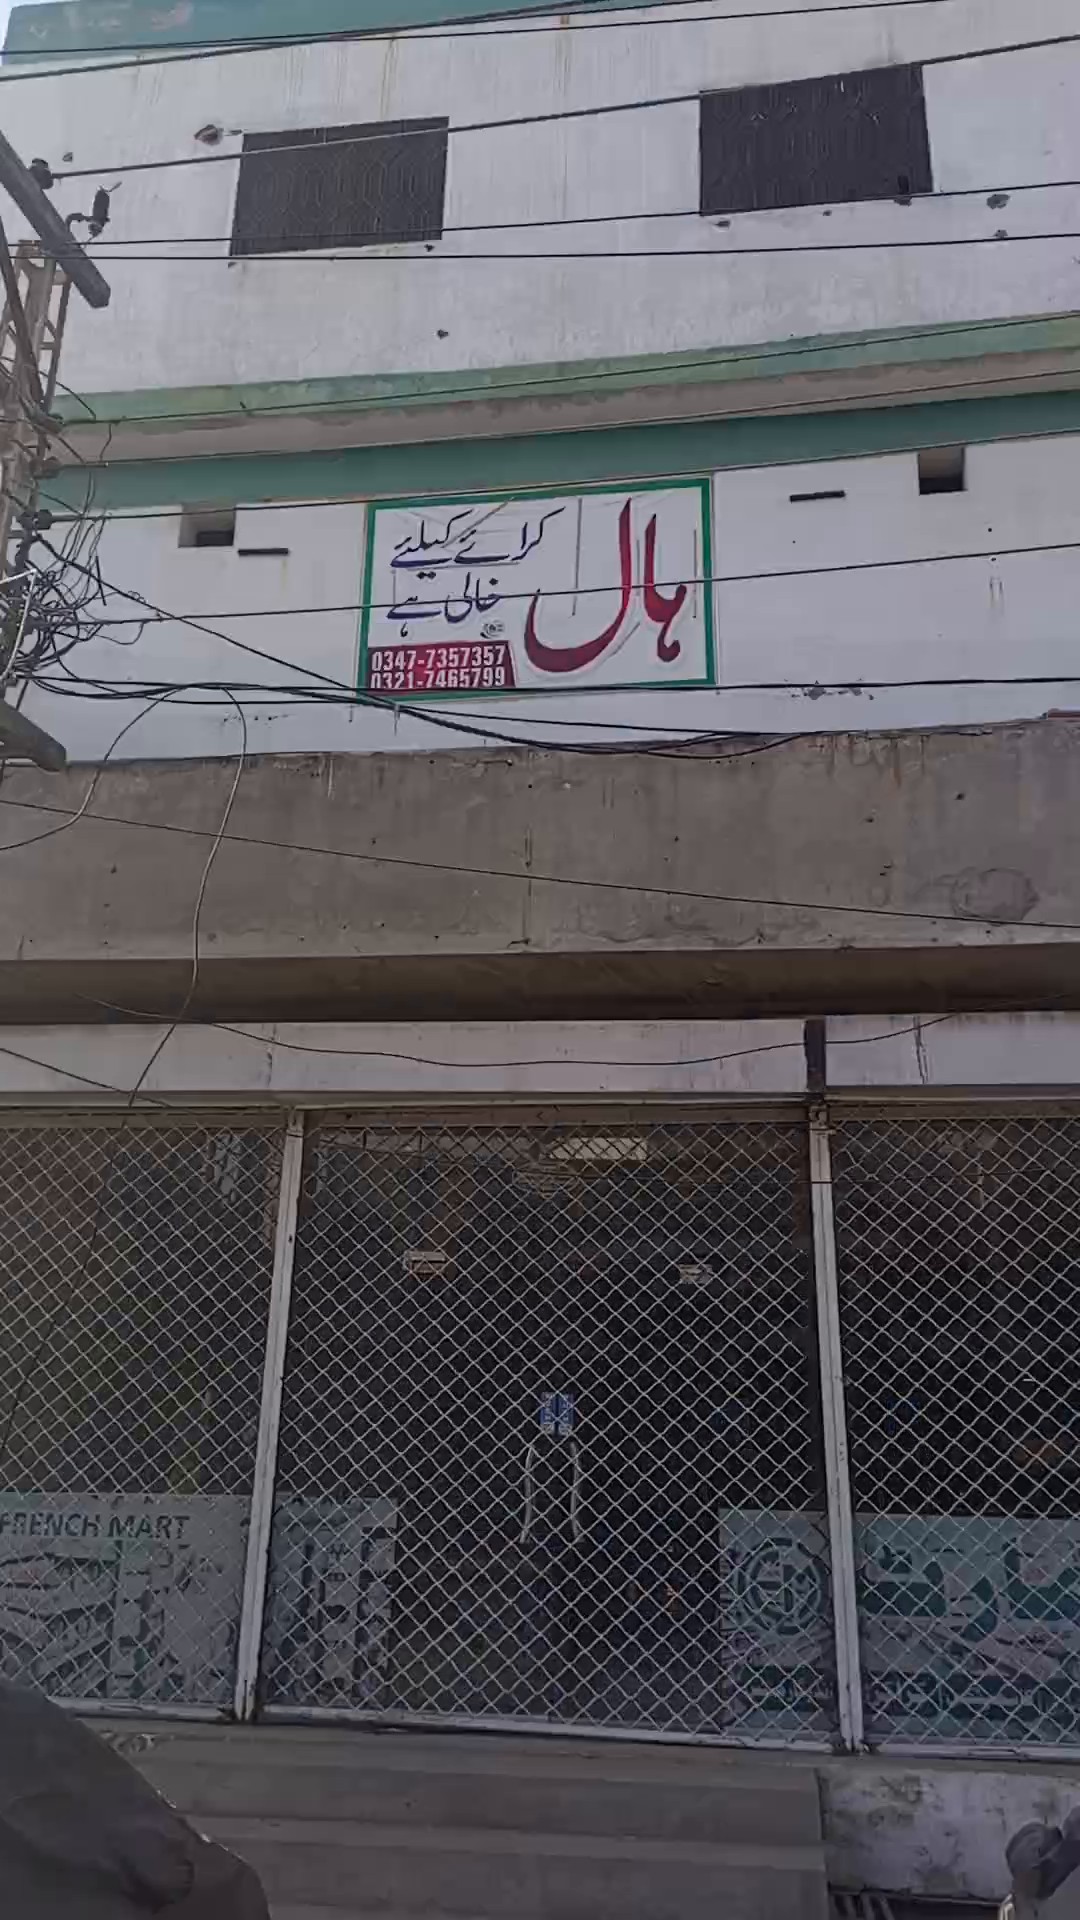 ہال
کرائے کیلئے
خالی ہے
0347-7357357
0321-7465799
FRENCH MART